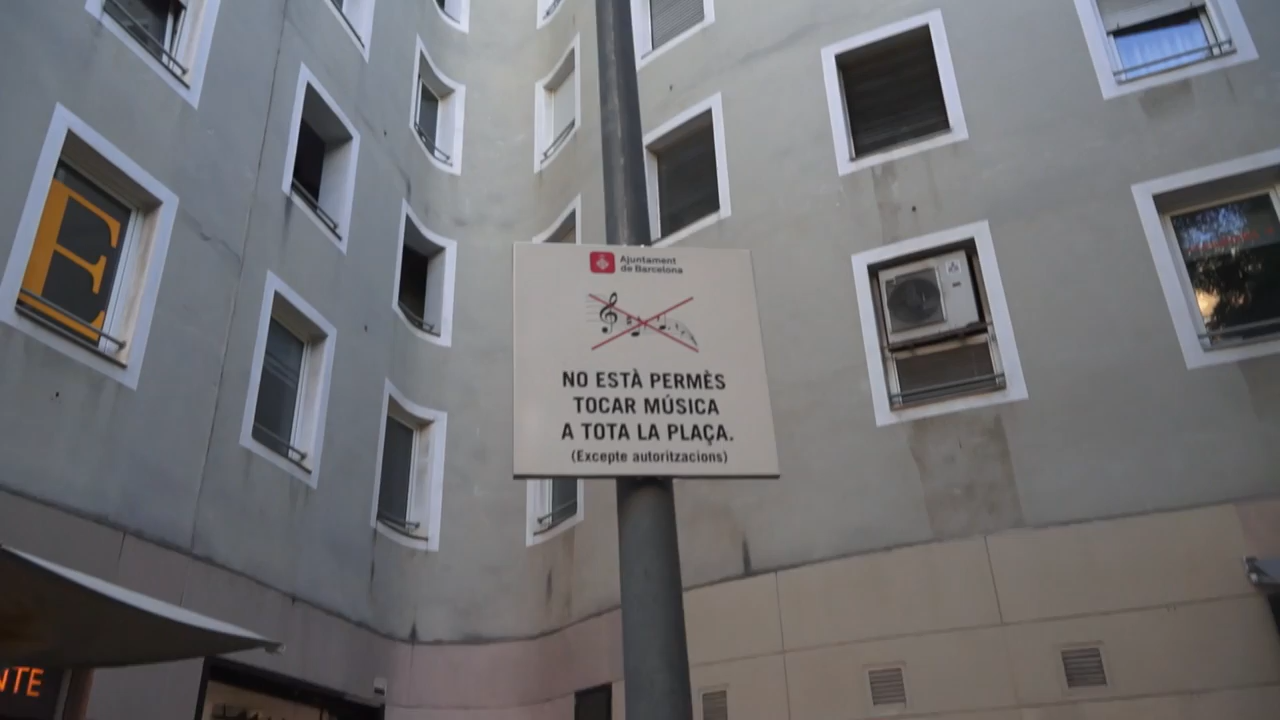 E
Ajuntament
de Barcelona
NO ESTÀ PERMÈS
TOCAR MÚSICA
A TOTA LA PLAÇA.
(Excepte autoritzacions)
NTE